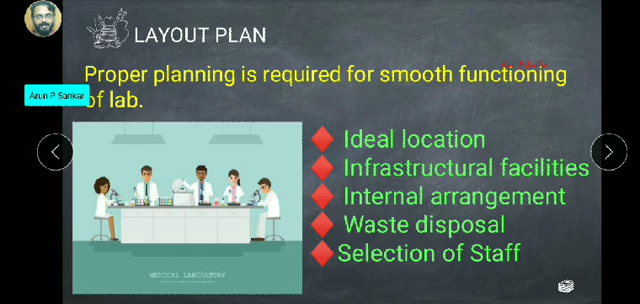 LAYOUT PLAN
Proper planning is required for smooth functioning
of lab.
Arun P Sankar
Ideal location
Infrastructural facilities
Internal arrangement
Waste disposal
Selection of Staff
MEDICAL LABORATORY